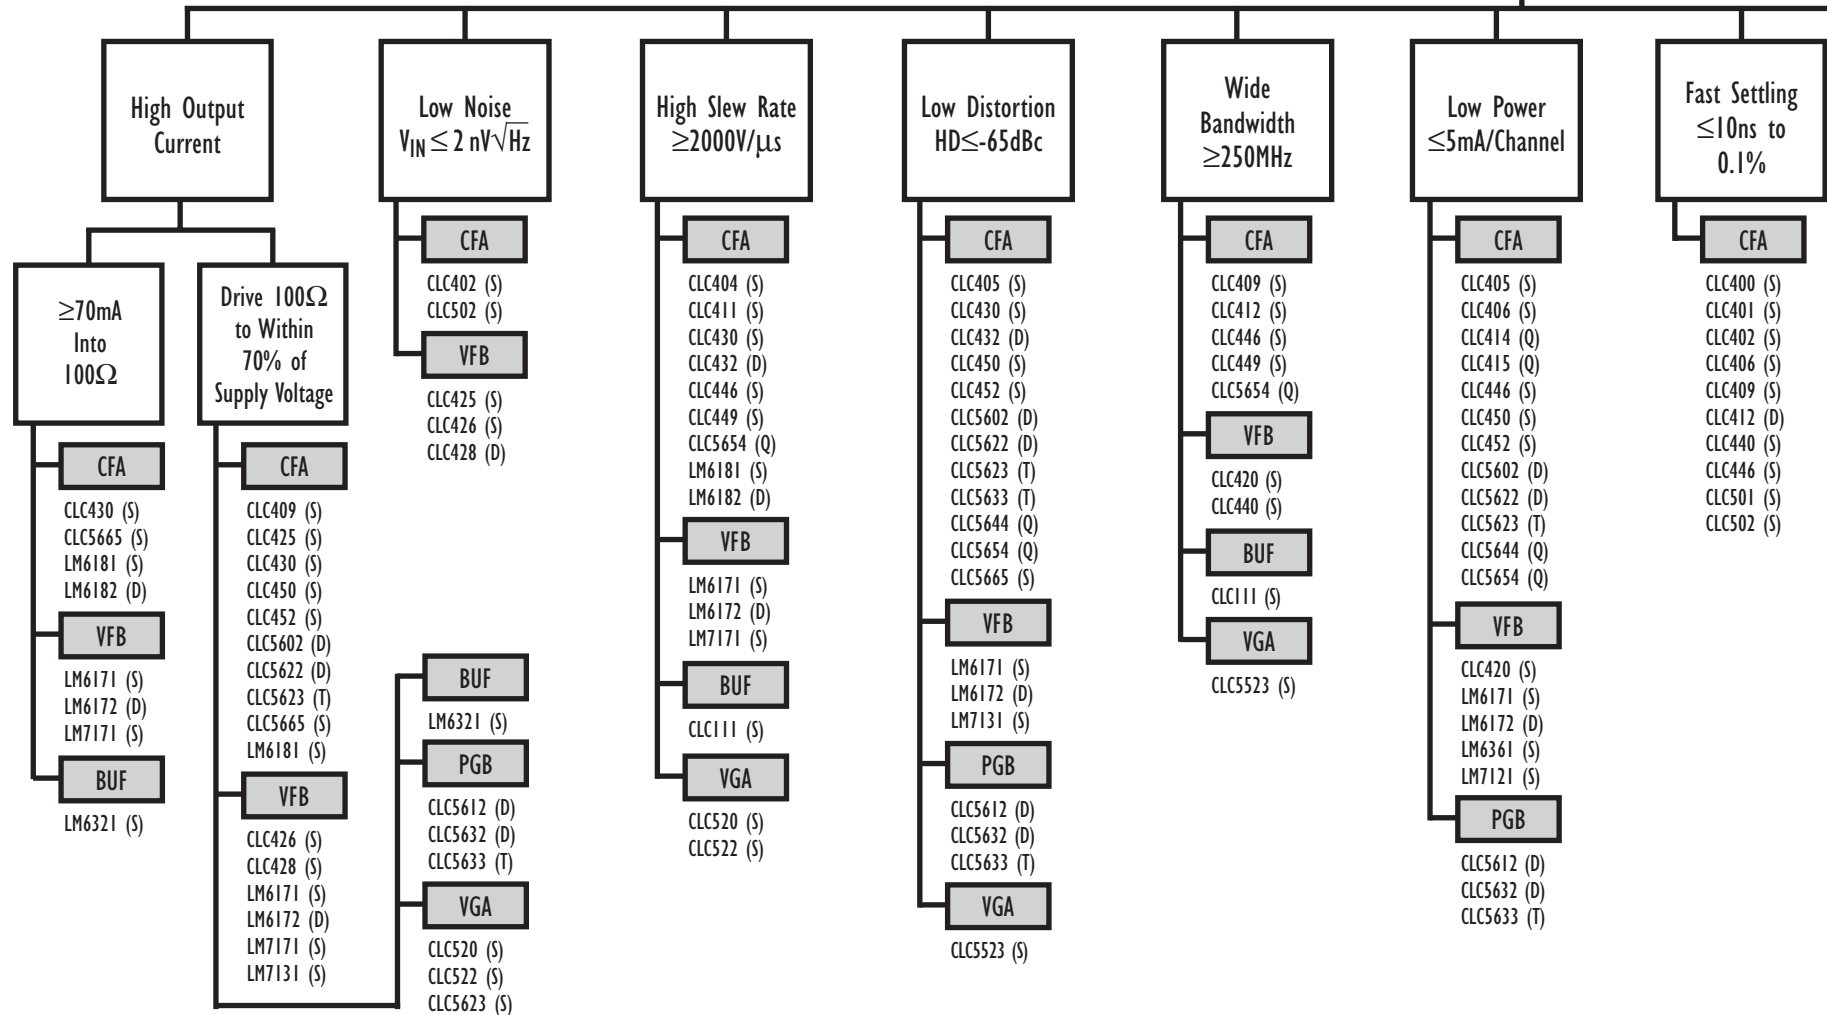 High Output
Current
Low Noise
VIN ≤ 2 nV√Hz
High Slew Rate
≥2000V/µs
Low Distortion
HD≤-65dBc
Wide
Bandwidth
≥250MHz
Low Power
≤5mA/Channel
Fast Settling
≤10ns to
0.1%
≥70mA
Into
100Ω
CFA
CLC430 (S)
CLC5665 (S)
LM6181 (S)
LM6182 (D)
VFB
LM6171 (S)
LM6172 (D)
LM7171 (S)
BUF
LM6321 (S)
Drive 100Ω
to Within
70% of
Supply Voltage
CFA
CLC409 (S)
CLC425 (S)
CLC430 (S)
CLC450 (S)
CLC452 (S)
CLC5602 (D)
CLC5622 (D)
CLC5623 (T)
CLC5665 (S)
LM6181 (S)
VFB
CLC426 (S)
CLC428 (S)
LM6171 (S)
LM6172 (D)
LM7171 (S)
LM7131 (S)
BUF
LM6321 (S)
PGB
CLC5612 (D)
CLC5632 (D)
CLC5633 (T)
VGA
CLC520 (S)
CLC522 (S)
CLC5623 (S)
CFA
CLC402 (S)
CLC502 (S)
VFB
CLC425 (S)
CLC426 (S)
CLC428 (D)
CFA
CLC404 (S)
CLC411 (S)
CLC430 (S)
CLC432 (D)
CLC446 (S)
CLC449 (S)
CLC5654 (Q)
LM6181 (S)
LM6182 (D)
VFB
LM6171 (S)
LM6172 (D)
LM7171 (S)
BUF
CLC111 (S)
VGA
CLC520 (S)
CLC522 (S)
CFA
CLC405 (S)
CLC430 (S)
CLC432 (D)
CLC450 (S)
CLC452 (S)
CLC5602 (D)
CLC5622 (D)
CLC5623 (T)
CLC5633 (T)
CLC5644 (Q)
CLC5654 (Q)
CLC5665 (S)
VFB
LM6171 (S)
LM6172 (D)
LM7131 (S)
PGB
CLC5612 (D)
CLC5632 (D)
CLC5633 (T)
VGA
CLC5523 (S)
CFA
CLC409 (S)
CLC412 (S)
CLC446 (S)
CLC449 (S)
CLC5654 (Q)
VFB
CLC420 (S)
CLC440 (S)
BUF
CLC111 (S)
VGA
CLC5523 (S)
CFA
CLC405 (S)
CLC406 (S)
CLC414 (Q)
CLC415 (Q)
CLC446 (S)
CLC450 (S)
CLC452 (S)
CLC5602 (D)
CLC5622 (D)
CLC5623 (T)
CLC5644 (Q)
CLC5654 (Q)
VFB
CLC420 (S)
LM6171 (S)
LM6172 (D)
LM6361 (S)
LM7121 (S)
PGB
CLC5612 (D)
CLC5632 (D)
CLC5633 (T)
CFA
CLC400 (S)
CLC401 (S)
CLC402 (S)
CLC406 (S)
CLC409 (S)
CLC412 (D)
CLC440 (S)
CLC446 (S)
CLC501 (S)
CLC502 (S)